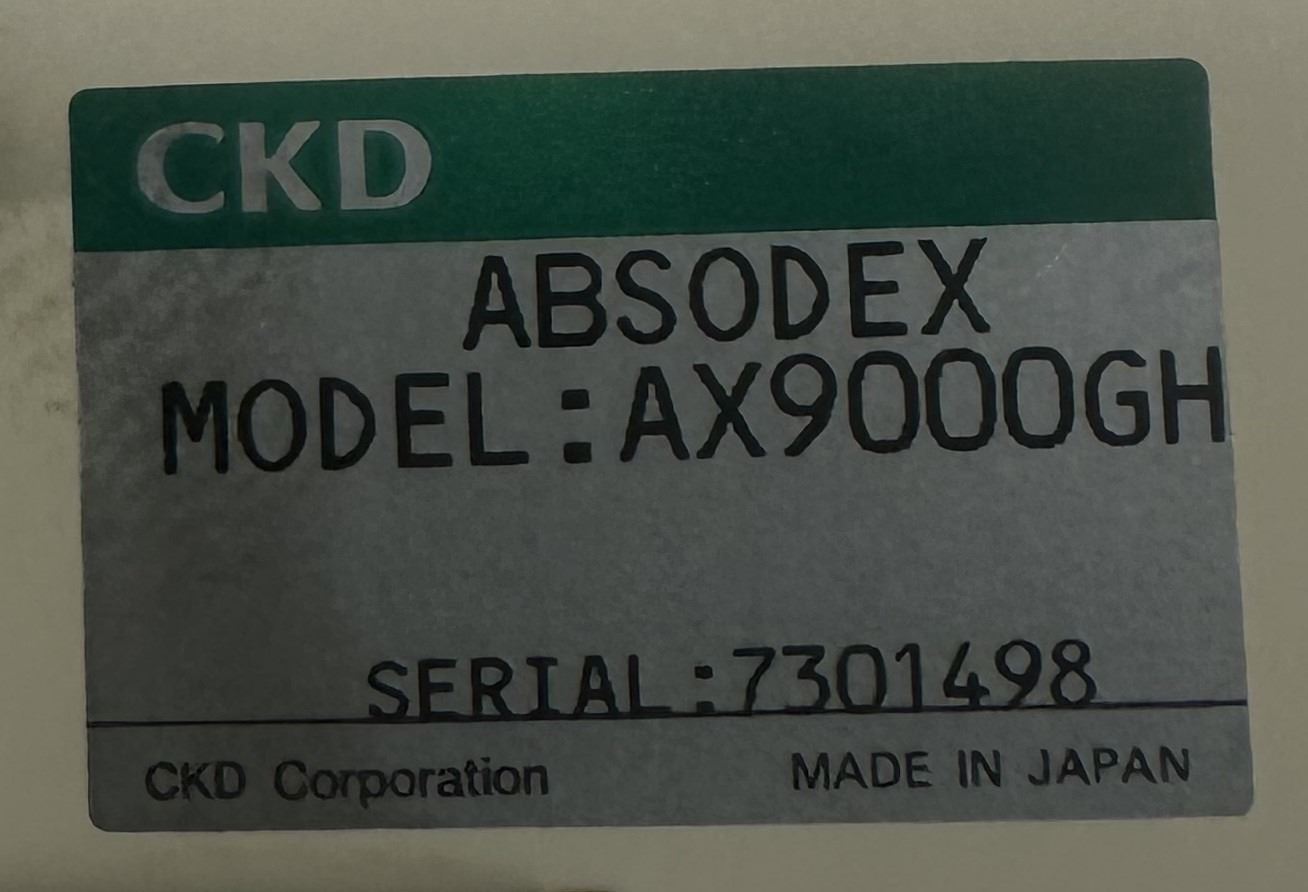 CKD
ABSODEX
MODEL:AX9000GH
SERIAL:7301498
CKD Corporation MADE IN JAPAN